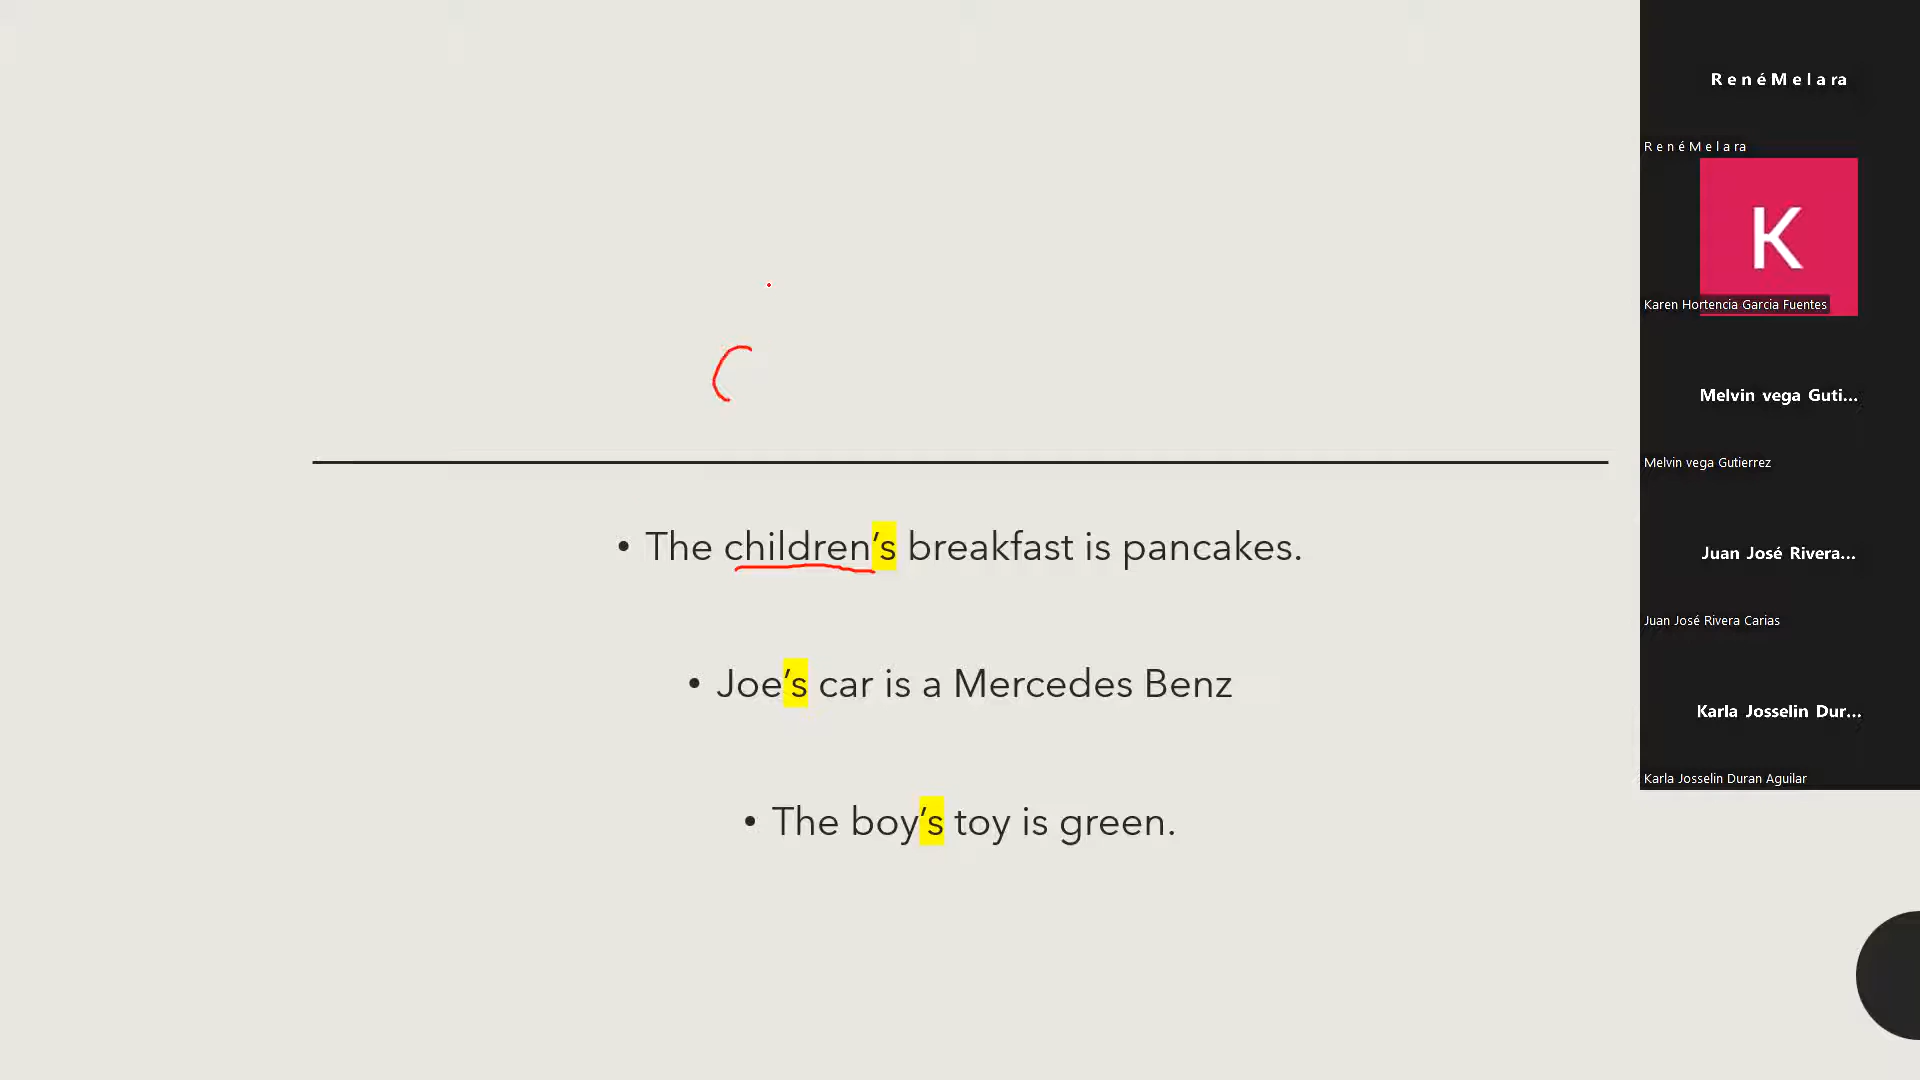 • The children’s breakfast is pancakes.
• Joe’s car is a Mercedes Benz
• The boy’s toy is green.
R e n é M e l a ra
R e n é M e l a ra
K
Karen Hortencia Garcia Fuentes
Melvin vega Guti...
Melvin vega Gutierrez
Juan José Rivera...
Juan José Rivera Carias
Karla Josselin Dur...
Karla Josselin Duran Aguilar